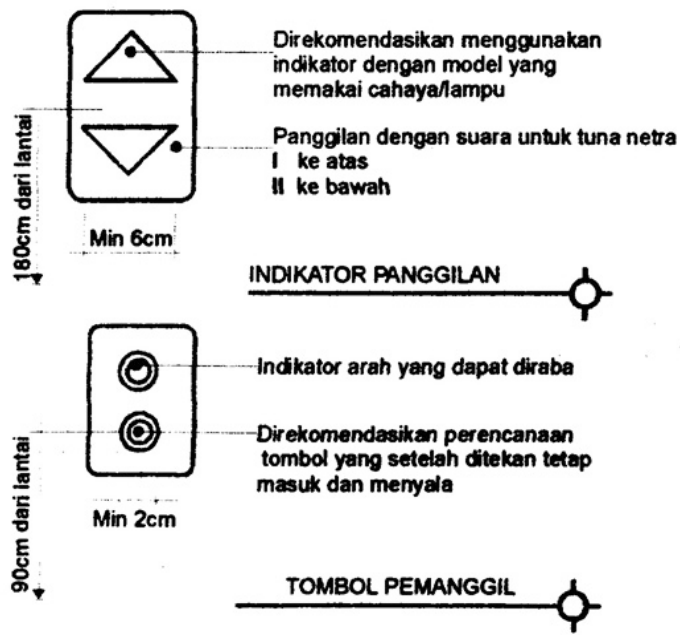 Direkomendasikan menggunakan
indikator dengan model yang
memakai cahaya/lampu
Panggilan dengan suara untuk tuna netra
I ke atas
II ke bawah
180cm dari lantai
Min 6cm
INDIKATOR PANGGILAN
Indikator arah yang dapat diraba
Direkomendasikan perencanaan
tombol yang setelah ditekan tetap
masuk dan menyala
90cm dari lantai
Min 2cm
TOMBOL PEMANGGIL